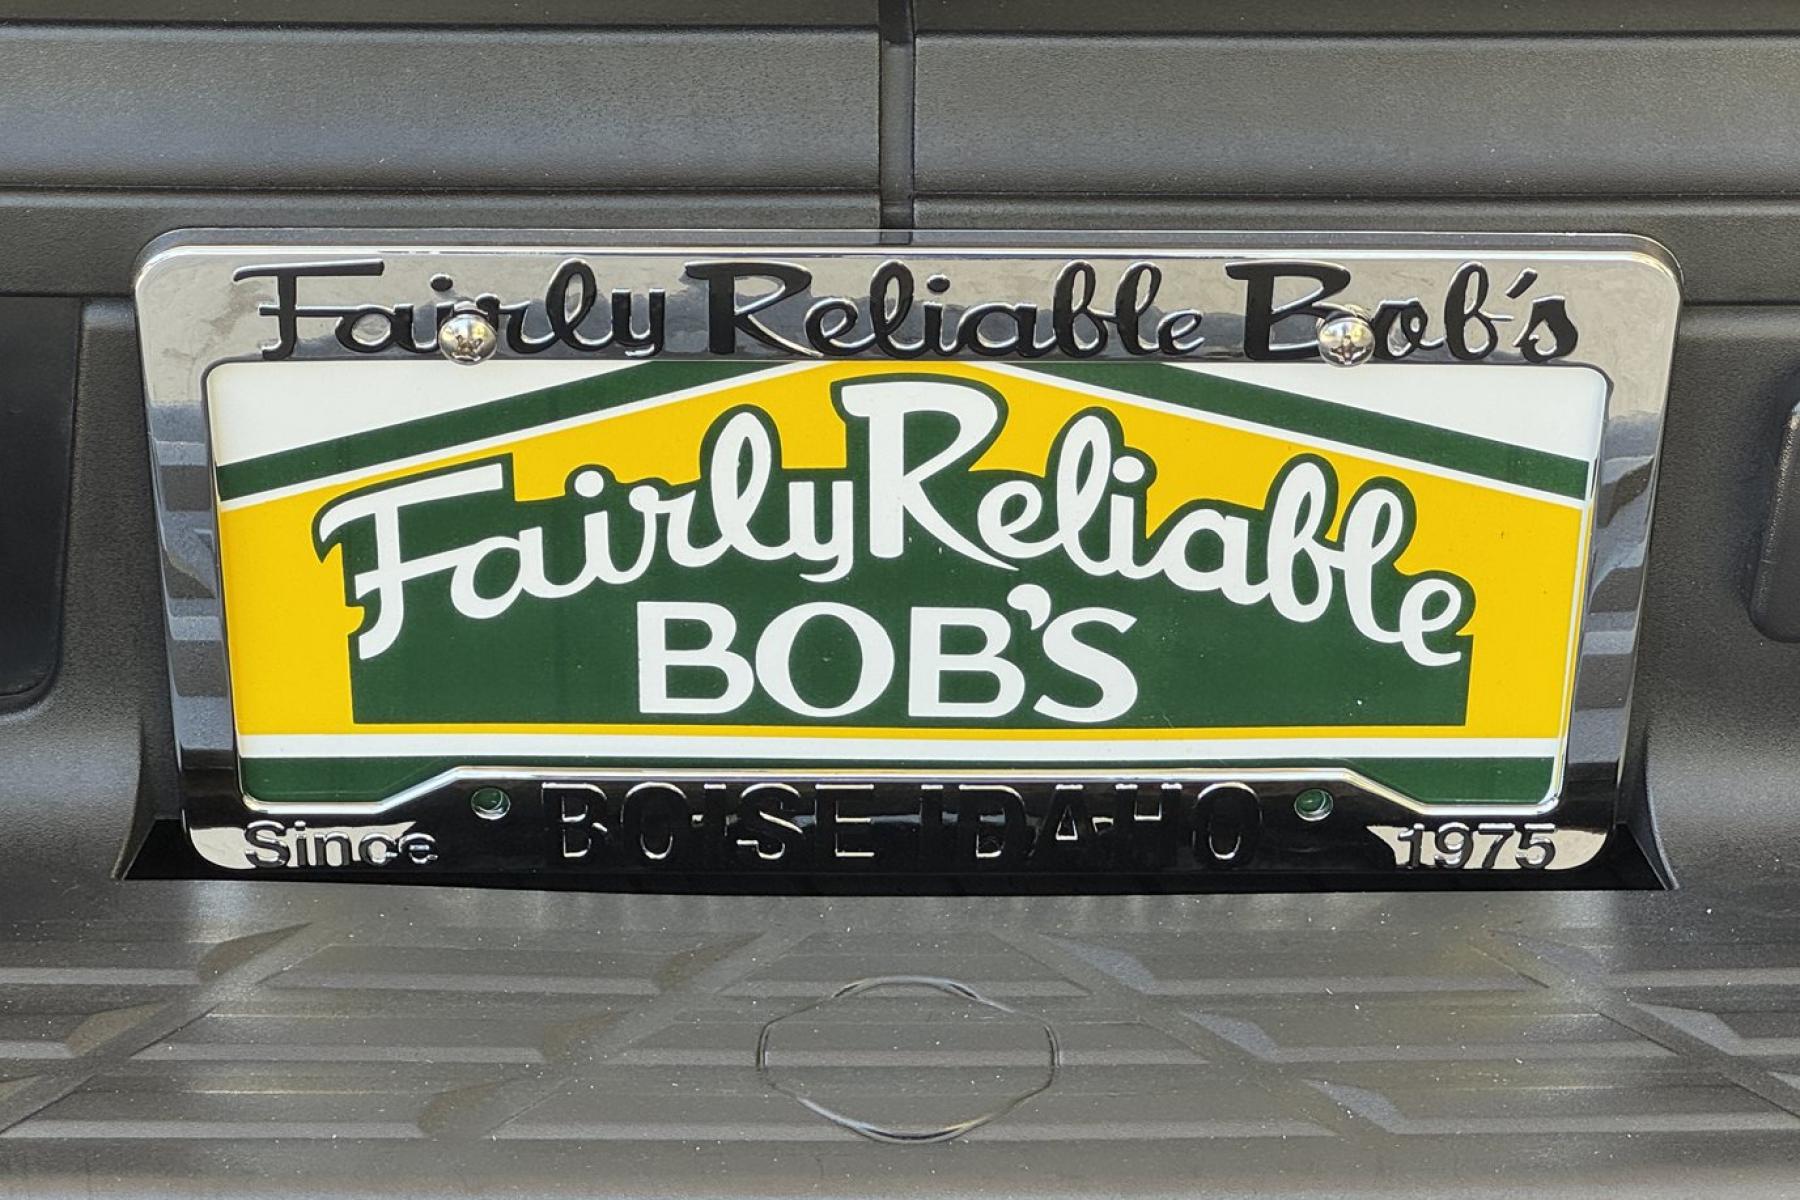 Fairly Reliable Bob's
Fairly Reliable
BOB'S
BOISE IDAHO
Since 1975